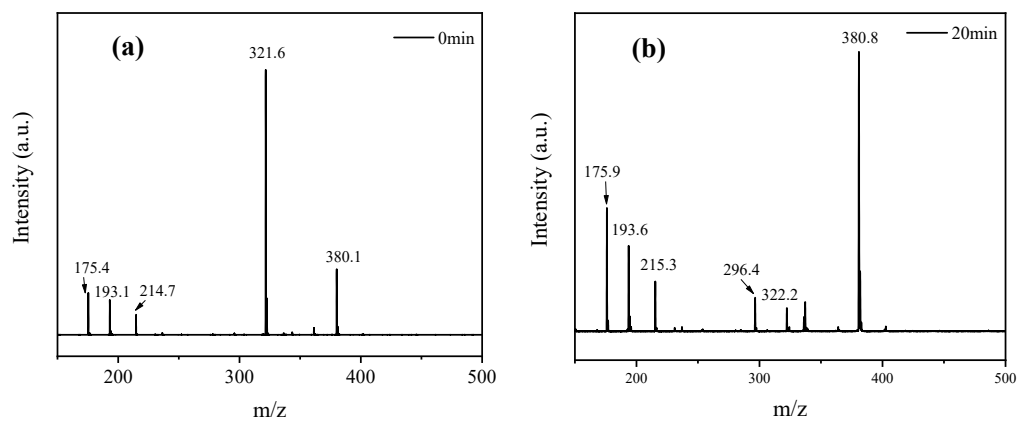 (a)
0min
321.6
175.4
193.1
214.7
380.1
Intensity (a.u.)
200
300
400
500
m/z
(b)
20min
380.8
175.9
193.6
215.3
296.4
322.2
Intensity (a.u.)
200
300
400
500
m/z